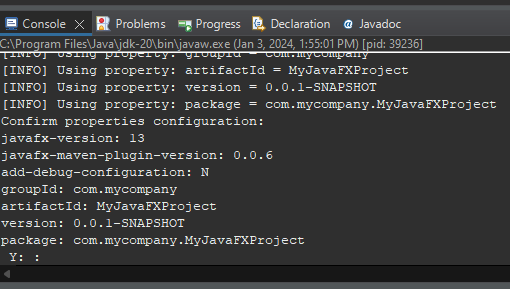 Console Problems Progress Declaration Javadoc
C:\Program Files\Java\jdk-20\bin\javaw.exe (Jan 3, 2024, 1:55:01 PM) [pid: 39236]
[INFO] Using property: groupId = com.mycompany
[INFO] Using property: artifactId = MyJavaFXProject
[INFO] Using property: version = 0.0.1-SNAPSHOT
[INFO] Using property: package = com.mycompany.MyJavaFXProject
Confirm properties configuration:
javafx-version: 13
javafx-maven-plugin-version: 0.0.6
add-debug-configuration: N
groupId: com.mycompany
artifactId: MyJavaFXProject
version: 0.0.1-SNAPSHOT
package: com.mycompany.MyJavaFXProject
Y: :